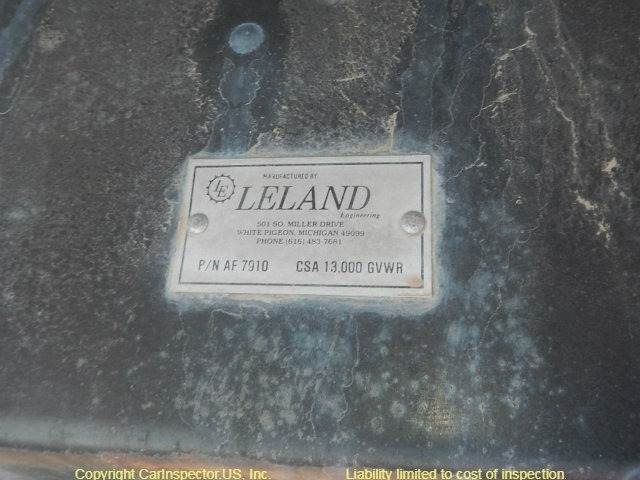 MANUFACTURED BY
LE LELAND
Engineering
501 SO. MILLER DRIVE
WHITE PIGEON, MICHIGAN 49099
PHONE (616) 483-7681
P/N AF 7910 CSA 13,000 GVWR
Copyright CarInspector.US, Inc. Liability limited to cost of inspection